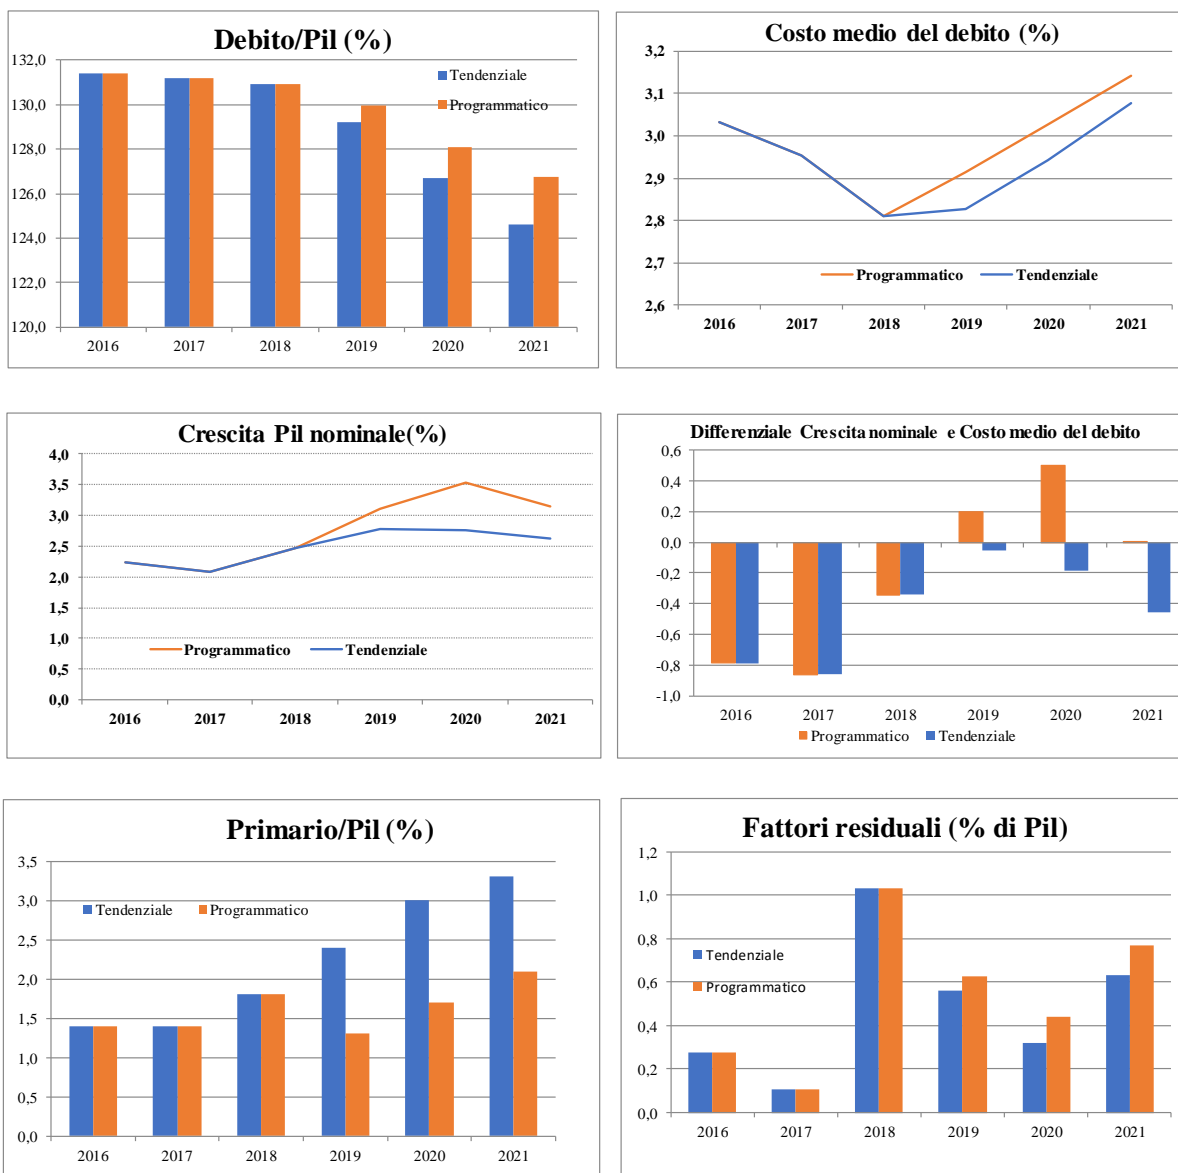 Debito/Pil (%)
132,0
130,0
128,0
126,0
124,0
122,0
120,0
Tendenziale
Programmatico
2016 2017 2018 2019 2020 2021
Costo medio del debito (%)
3,2
3,1
3,0
2,9
2,8
2,7
2,6
Programmatico Tendenziale
2016 2017 2018 2019 2020 2021
Crescita Pil nominale(%)
4,0
3,5
3,0
2,5
2,0
1,5
1,0
0,5
0,0
Programmatico Tendenziale
2016 2017 2018 2019 2020 2021
Differenziale Crescita nominale e Costo medio del debito
0,6
0,4
0,2
0,0
-0,2
-0,4
-0,6
-0,8
-1,0
2016 2017 2018 2019 2020 2021
Programmatico Tendenziale
Primario/Pil (%)
3,5
3,0
2,5
2,0
1,5
1,0
0,5
0,0
Tendenziale Programmatico
2016 2017 2018 2019 2020 2021
Fattori residuali (% di Pil)
1,2
1,0
0,8
0,6
0,4
0,2
0,0
Tendenziale
Programmatico
2016 2017 2018 2019 2020 2021